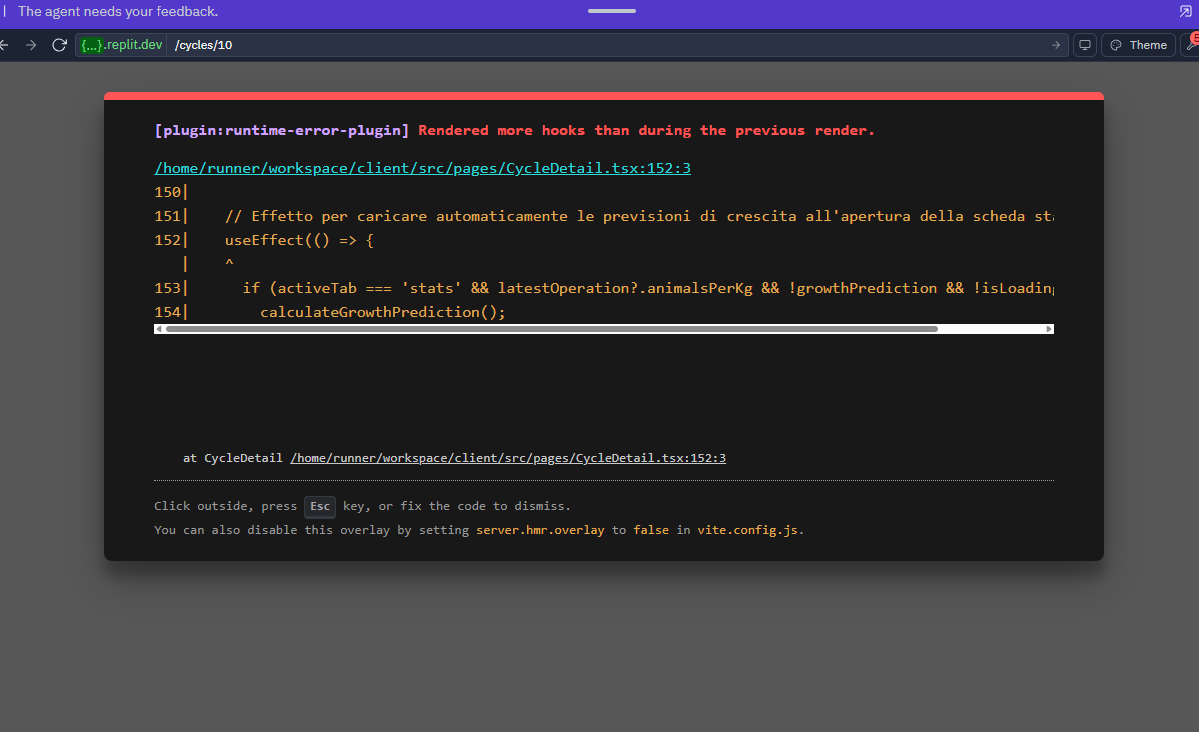 The agent needs your feedback.
{...}.replit.dev /cycles/10 Theme 5
[plugin:runtime-error-plugin] Rendered more hooks than during the previous render.
/home/runner/workspace/client/src/pages/CycleDetail.tsx:152:3
150|
151|    // Effetto per caricare automaticamente le previsioni di crescita all'apertura della scheda sta
152|    useEffect(() => {
   |    ^
153|      if (activeTab === 'stats' && latestOperation?.animalsPerKg && !growthPrediction && !isLoading
154|        calculateGrowthPrediction();
at CycleDetail /home/runner/workspace/client/src/pages/CycleDetail.tsx:152:3
Click outside, press Esc key, or fix the code to dismiss.
You can also disable this overlay by setting server.hmr.overlay to false in vite.config.js.